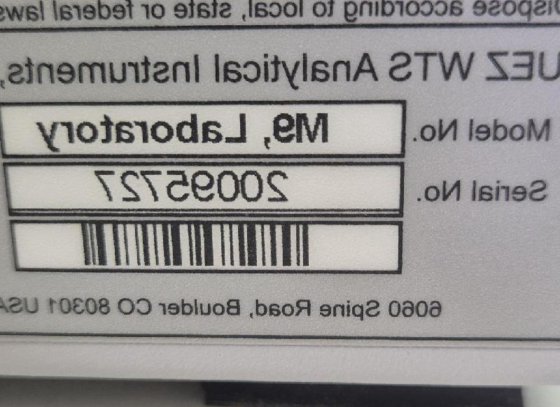 Dispose according to local, state or federal laws
UEZ WTS Analytical Instruments,
Model No. M9, Laboratory
Serial No. 20095727
6060 Spine Road, Boulder CO 80301 USA